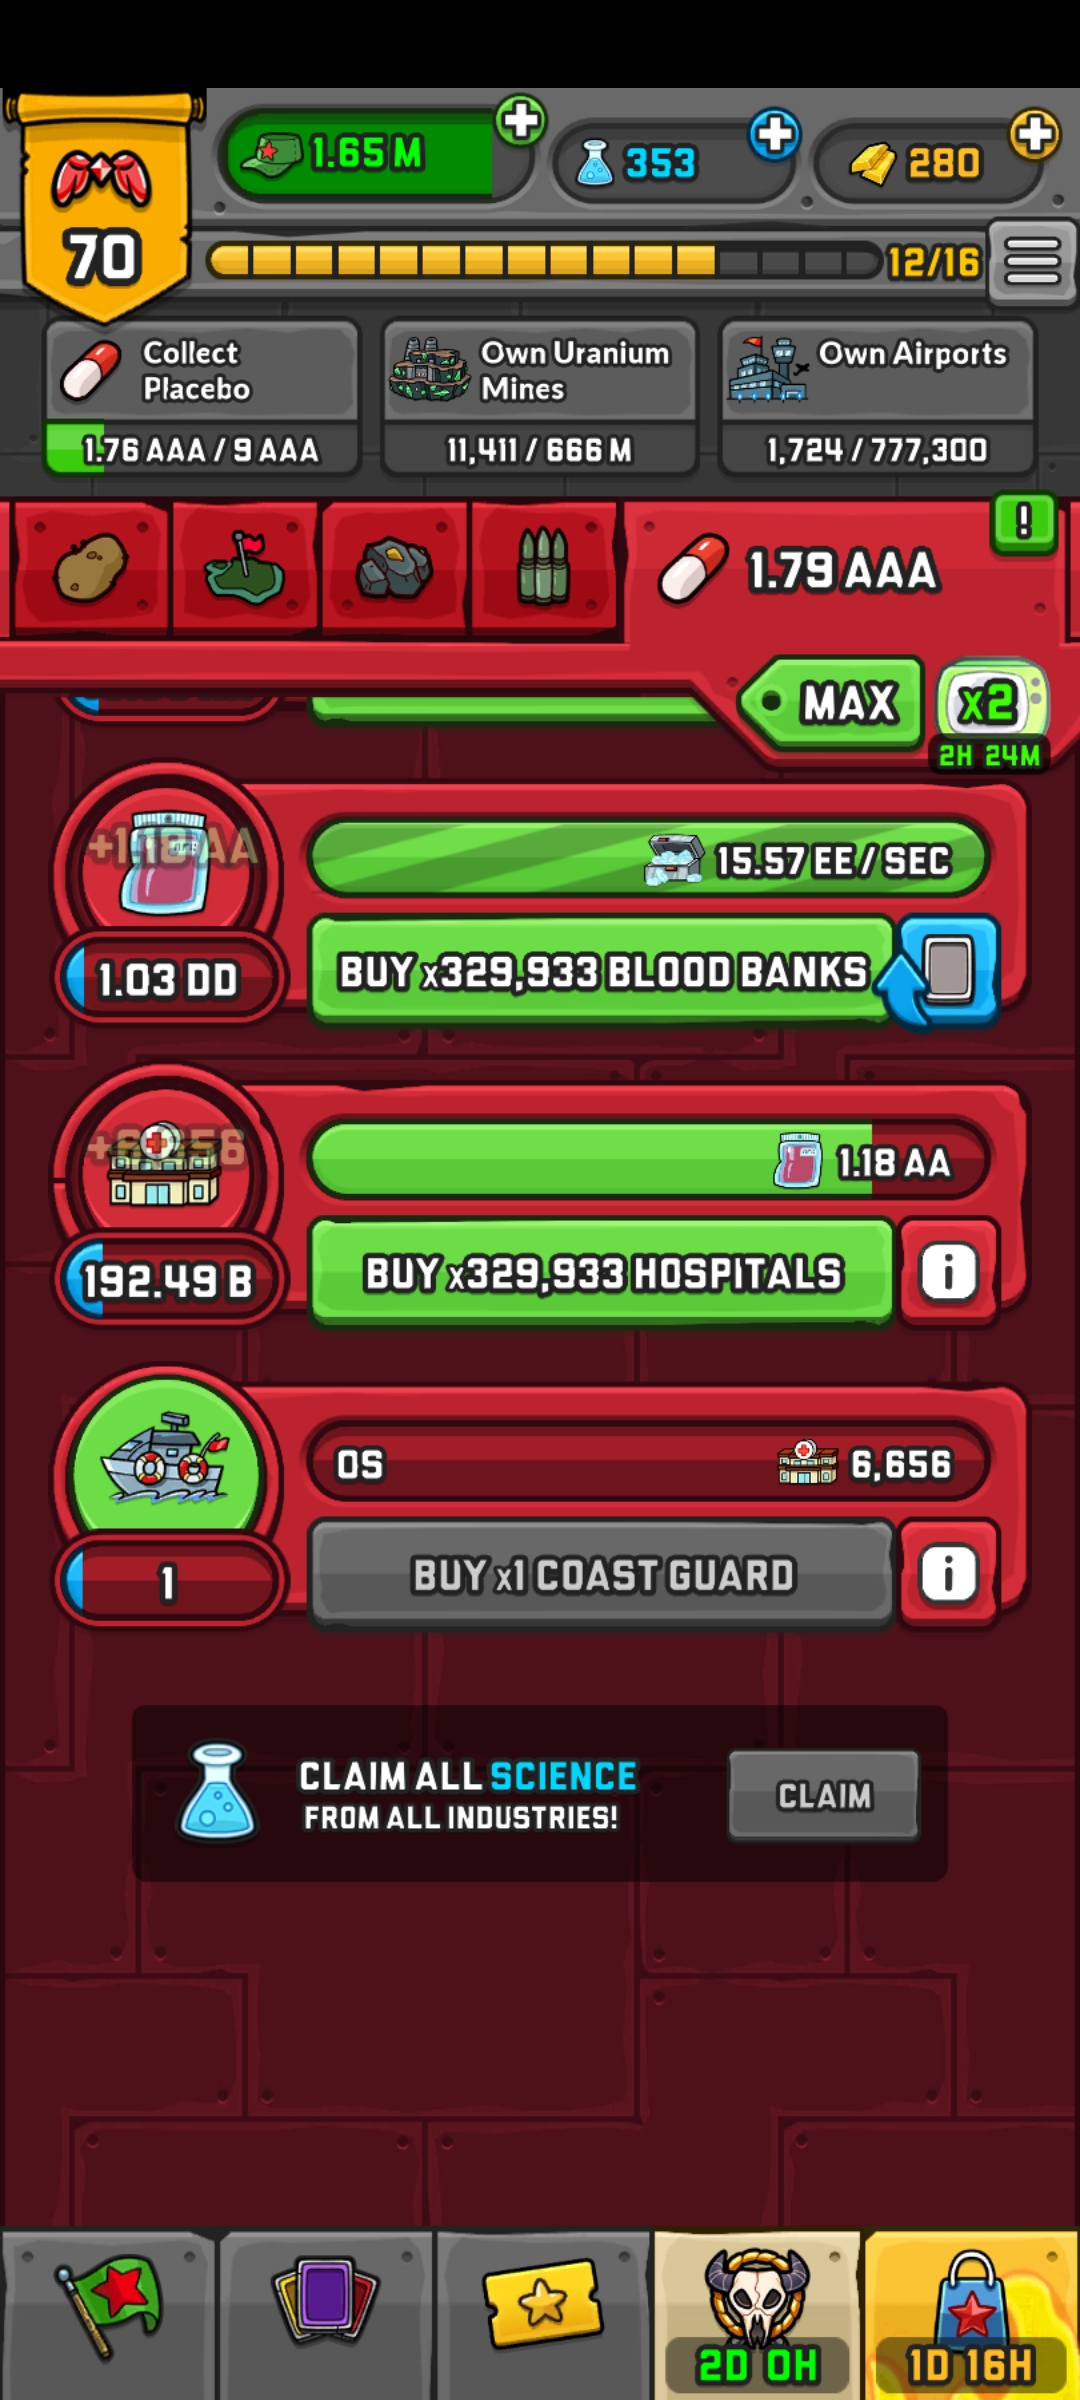 1.65 M
353
280
70
12/16
Collect
Placebo
1.76 AAA / 9 AAA
Own Uranium
Mines
11,411 / 666 M
Own Airports
1,724 / 777,300
!
1.79 AAA
MAX
x2
2H 24M
+1.18 AA
15.57 EE / SEC
1.03 DD
BUY x329,933 BLOOD BANKS
1.18 AA
192.49 B
BUY x329,933 HOSPITALS
i
0S
6,656
1
BUY x1 COAST GUARD
i
CLAIM ALL SCIENCE
FROM ALL INDUSTRIES!
CLAIM
2D 0H
1D 16H